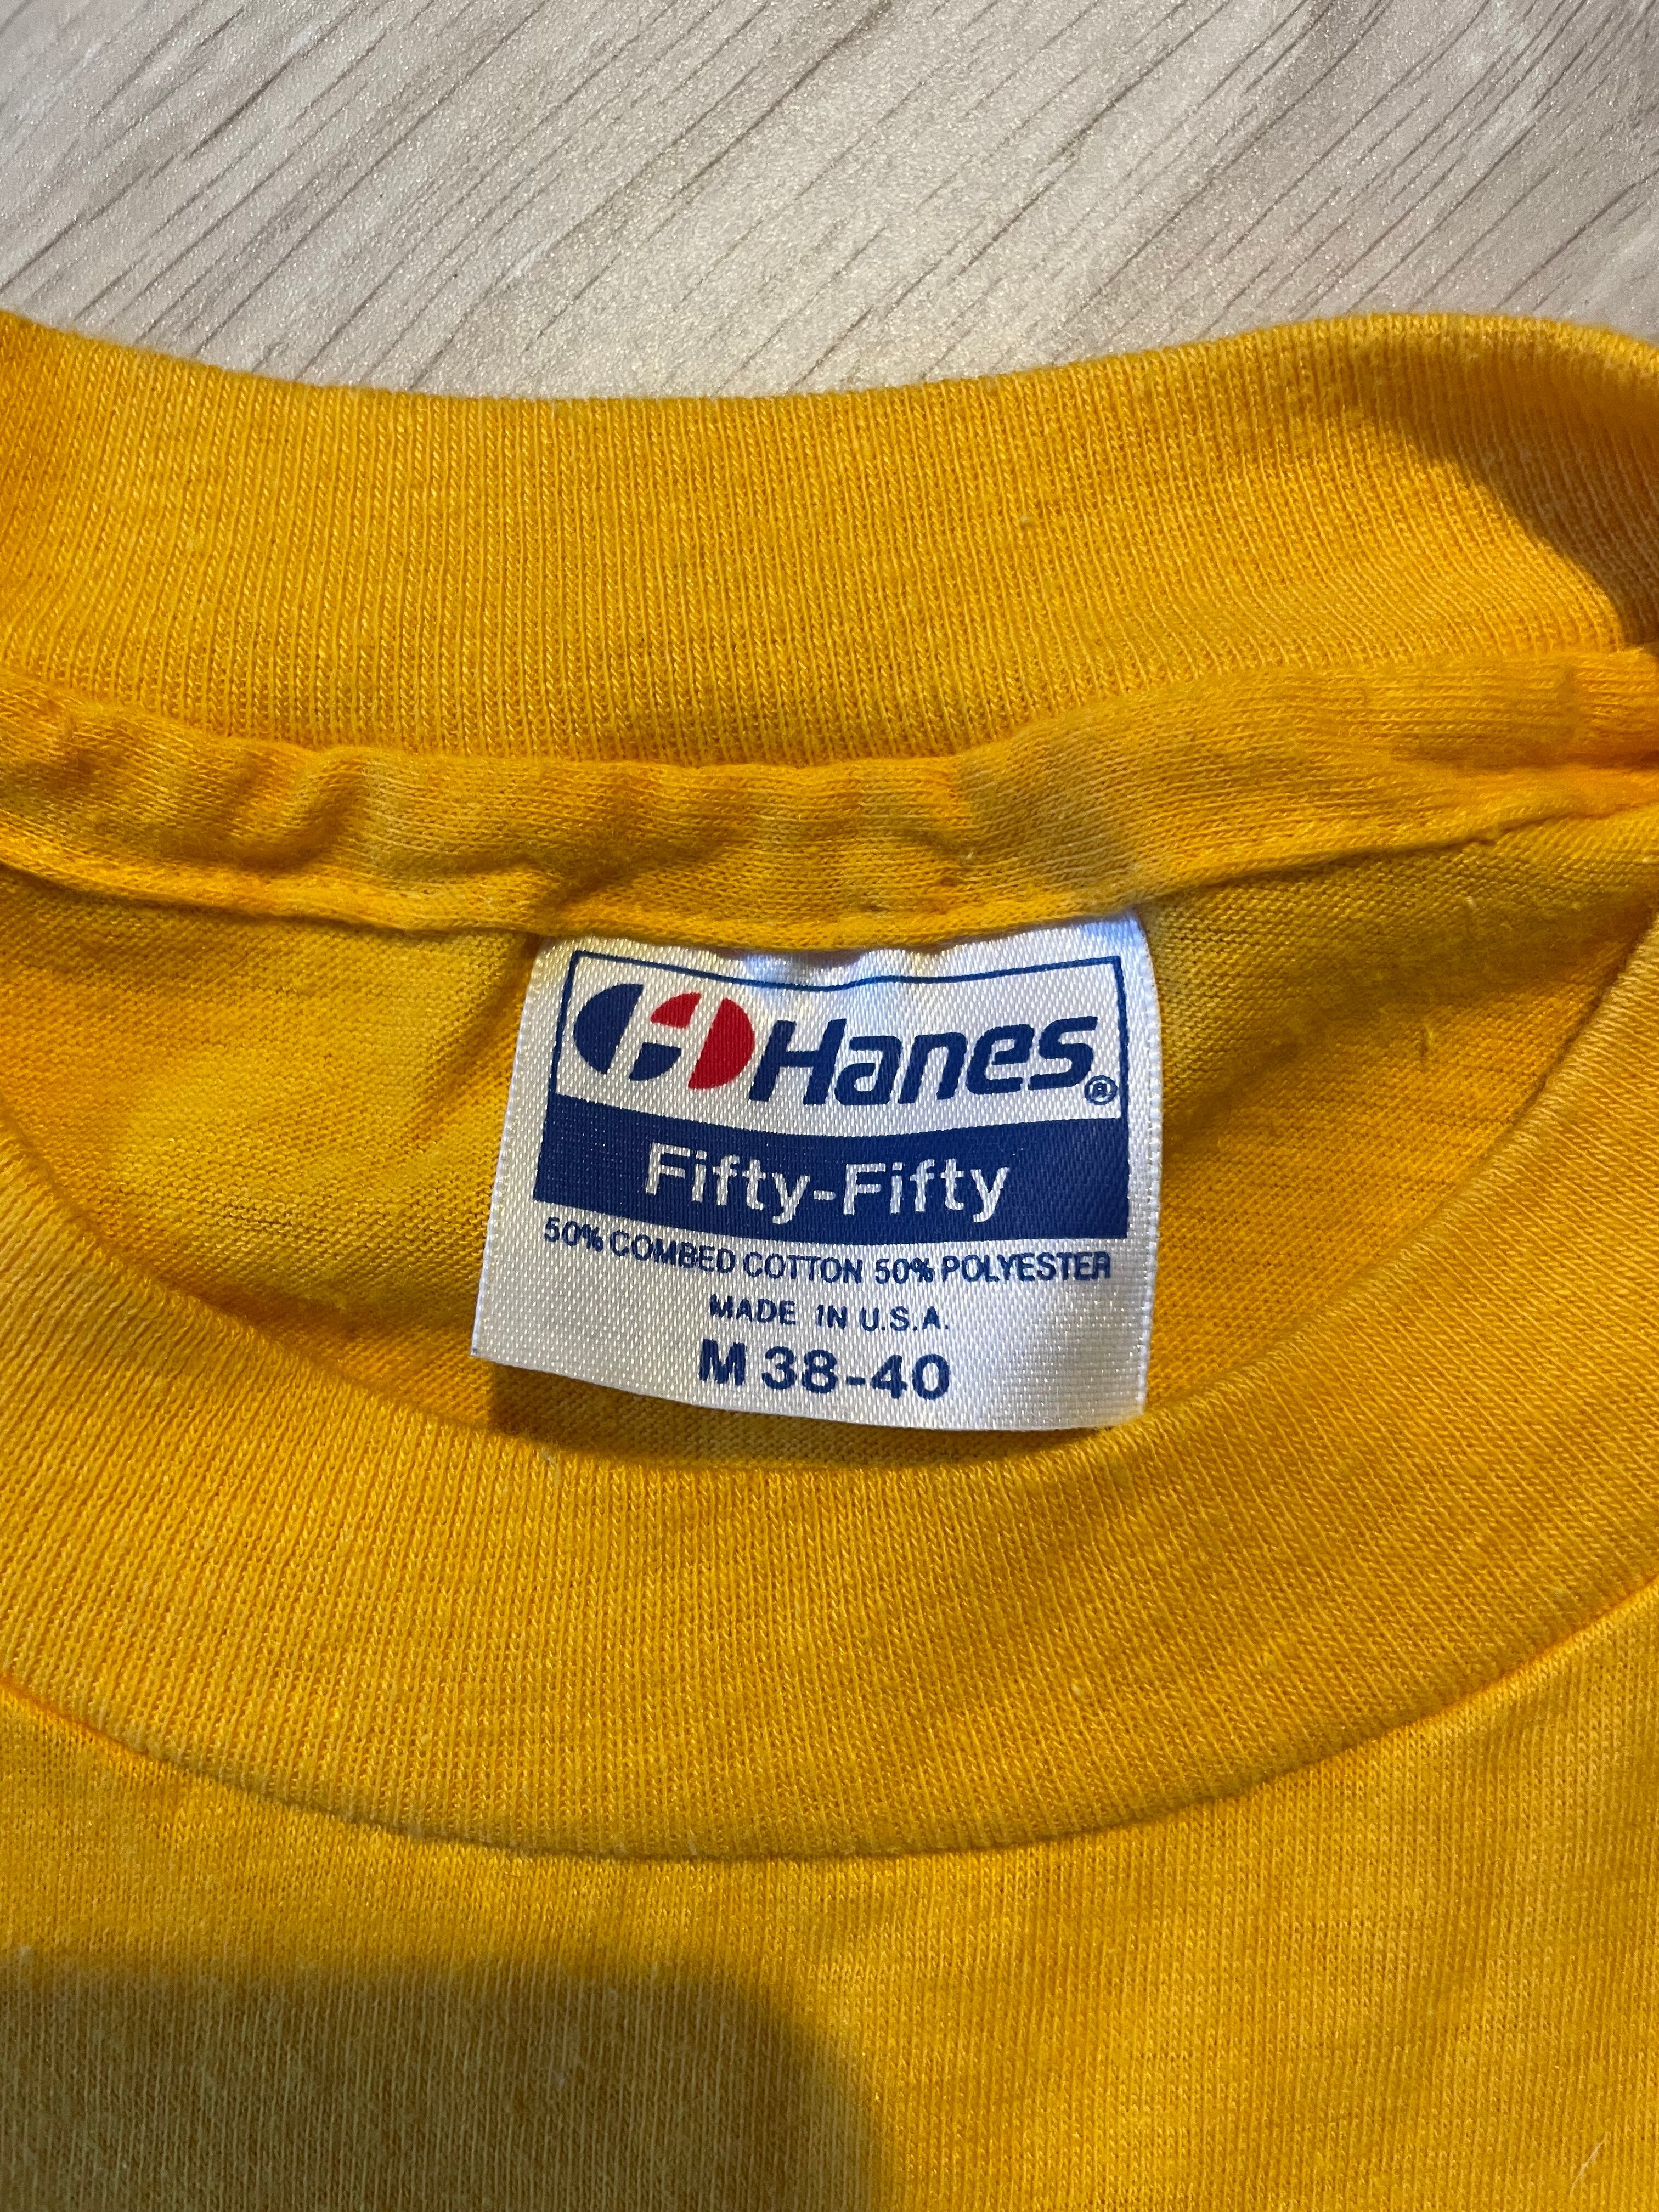 Hanes®
Fifty-Fifty
50% COMBED COTTON 50% POLYESTER
MADE IN U.S.A.
M 38-40